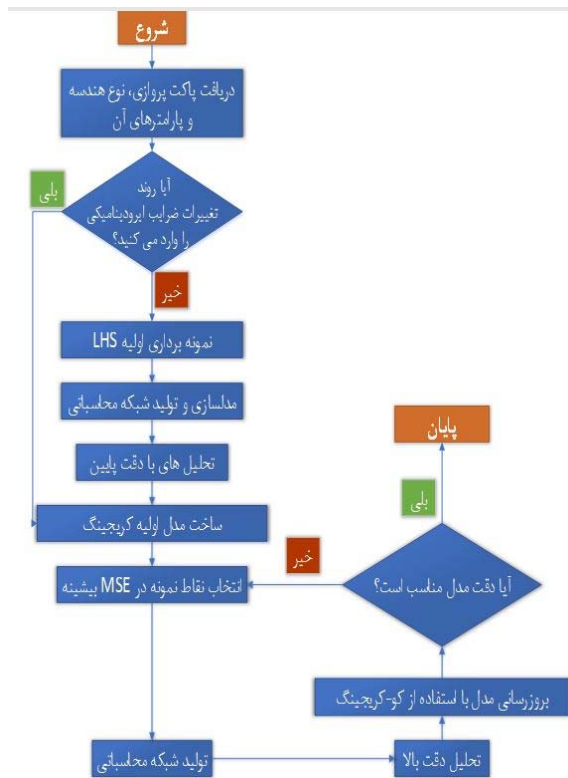 شروع
دریافت پاکت پروازی، نوع هندسه
و پارامترهای آن
آیا روند
تغییرات ضرایب ایرودینامیکی
را وارد می کنید؟
بلی
خیر
نمونه برداری اولیه LHS
مدلسازی و تولید شبکه محاسباتی
تحلیل های با دقت پایین
ساخت مدل اولیه کریجینگ
انتخاب نقاط نمونه در MSE بیشینه
تولید شبکه محاسباتی
تحلیل دقت بالا
بروزرسانی مدل با استفاده از کو-کریجینگ
آیا دقت مدل مناسب است؟
خیر
بلی
پایان